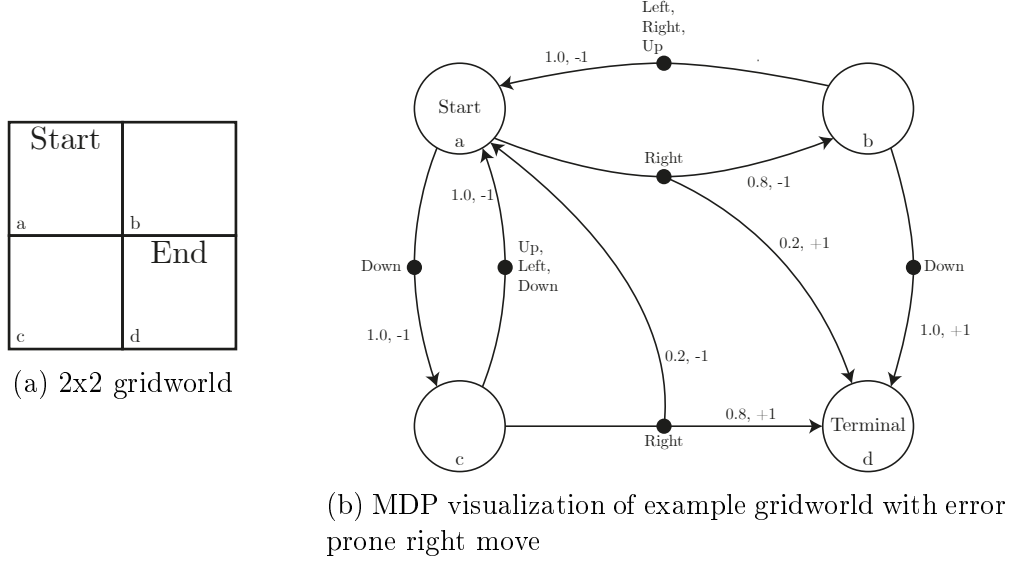 Start
a
b
End
c
d
(a) 2x2 gridworld
Left,
Right,
Up
1.0, -1
Start
a
b
Right
0.8, -1
1.0, -1
0.2, +1
Down
Up,
Left,
Down
Down
1.0, -1
1.0, +1
0.2, -1
0.8, +1
Right
Terminal
c
d
(b) MDP visualization of example gridworld with error
prone right move